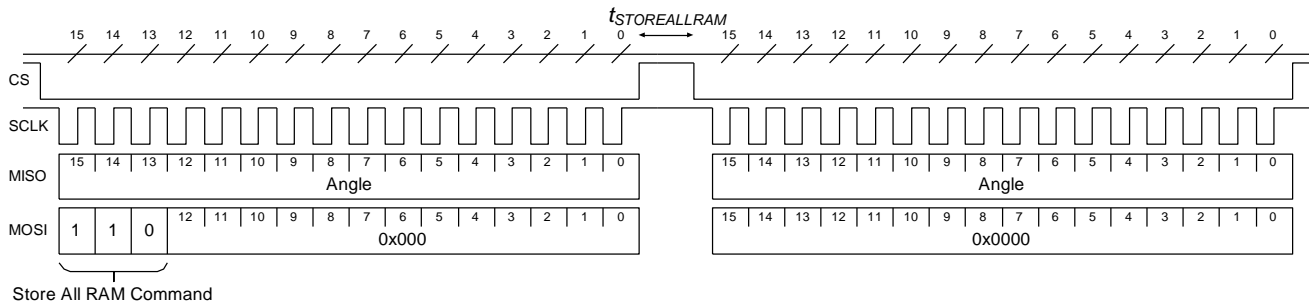 tSTOREALLRAM
15 14 13 12 11 10 9 8 7 6 5 4 3 2 1 0 15 14 13 12 11 10 9 8 7 6 5 4 3 2 1 0
CS
SCLK
15 14 13 12 11 10 9 8 7 6 5 4 3 2 1 0 15 14 13 12 11 10 9 8 7 6 5 4 3 2 1 0
MISO
Angle Angle
12 11 10 9 8 7 6 5 4 3 2 1 0 15 14 13 12 11 10 9 8 7 6 5 4 3 2 1 0
MOSI 1 1 0
0x000 0x0000
Store All RAM Command